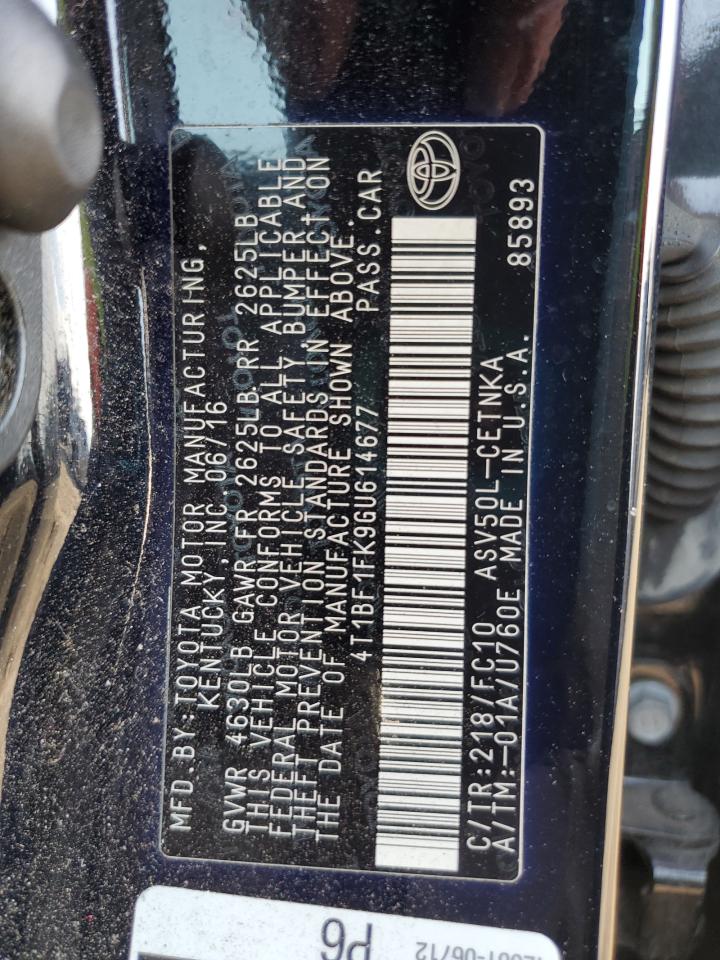 MFD.BY:TOYOTA MOTOR MANUFACTURING,
KENTUCKY, INC 06/16
GVWR 4630LB GAWR FR 2625LB. RR 2625LB.
THIS VEHICLE CONFORMS TO ALL APPLICABLE
FEDERAL MOTOR VEHICLE SAFETY, BUMPER AND
THEFT PREVENTION STANDARDS IN EFFECT ON
THE DATE OF MANUFACTURE SHOWN ABOVE.
4T1BF1FK9GU614677 PASS.CAR
C/TR:218/FC10 ASV50L-CETNKA
A/TM:-01A/U760E MADE IN U.S.A. 85893
P6